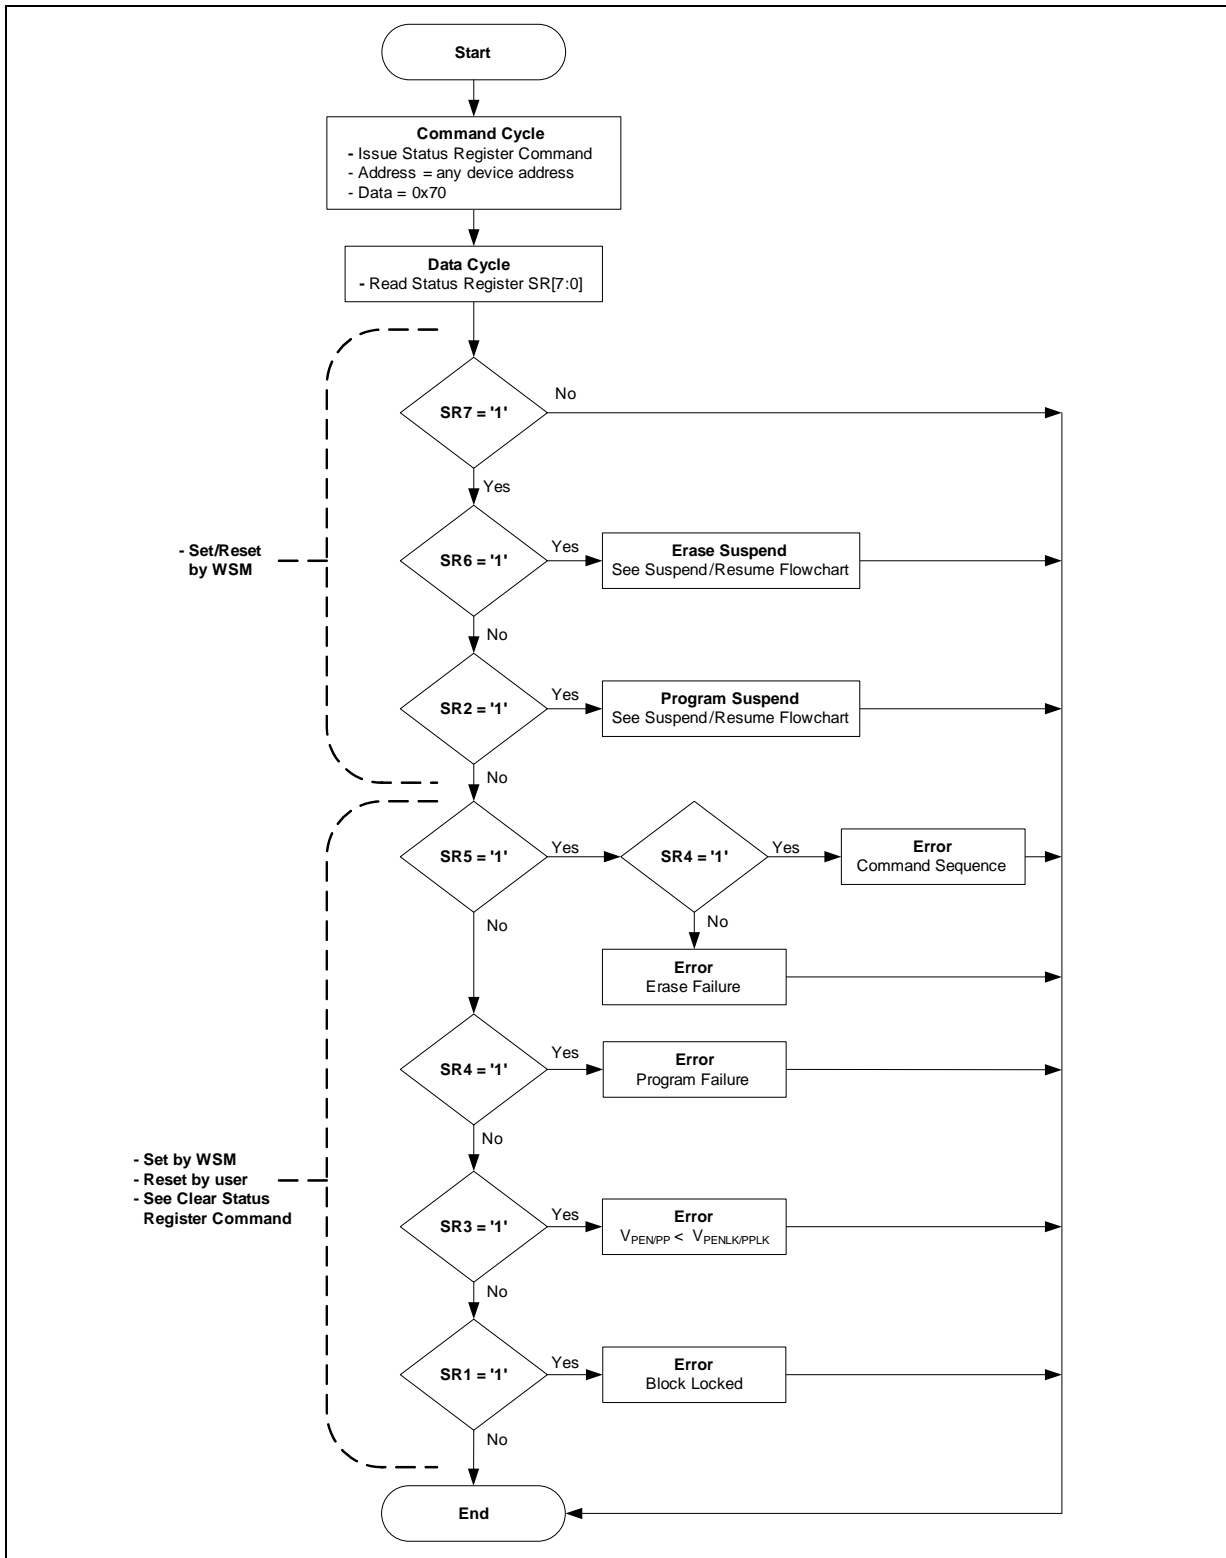 Start
Command Cycle
- Issue Status Register Command
- Address = any device address
- Data = 0x70
Data Cycle
- Read Status Register SR[7:0]
SR7 = '1'
No
Yes
- Set/Reset
by WSM
SR6 = '1'
Yes
Erase Suspend
See Suspend/Resume Flowchart
No
SR2 = '1'
Yes
Program Suspend
See Suspend/Resume Flowchart
No
SR5 = '1'
Yes
SR4 = '1'
Yes
Error
Command Sequence
No
No
Error
Erase Failure
SR4 = '1'
Yes
Error
Program Failure
No
- Set by WSM
- Reset by user
- See Clear Status
Register Command
SR3 = '1'
Yes
Error
VPEN/PP < VPENLK/PPLK
No
SR1 = '1'
Yes
Error
Block Locked
No
End